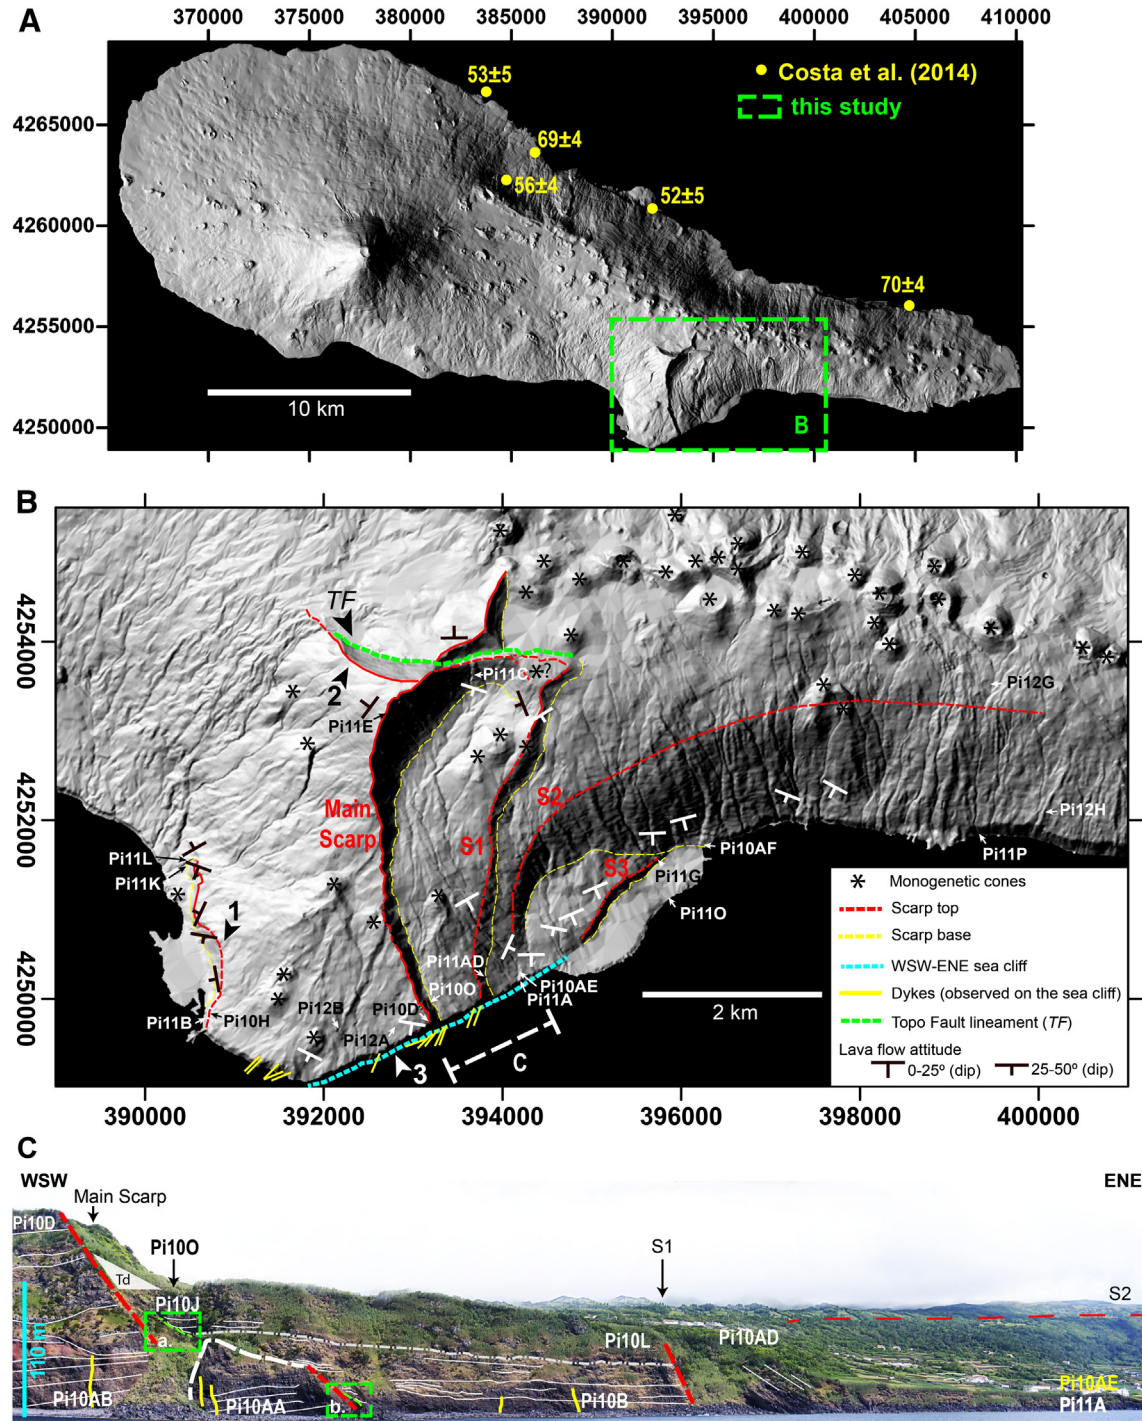 A
370000 375000 380000 385000 390000 395000 400000 405000 410000
53±5
Costa et al. (2014)
this study
4265000
69±4
56±4
52±5
4260000
70±4
4255000
10 km
B
4250000
B
TF
4254000
Pi11C
?
Pi12G
2
Pi11E
S2
Main
Scarp
4252000
S1
Pi10AF
Pi11L
S3
Pi11G
Pi11P
Pi12H
Pi11K
Pi11O
1
Pi11AD
Pi10O
Pi10AE
Pi11A
4250000
Pi12B
Pi10D
Pi11B
Pi10H
Pi12A
2 km
3
C
Monogenetic cones
Scarp top
Scarp base
WSW-ENE sea cliff
Dykes (observed on the sea cliff)
Topo Fault lineament (TF)
Lava flow attitude
0-25º (dip) 25-50º (dip)
390000 392000 394000 396000 398000 400000
C
WSW
ENE
Main Scarp
Pi10D
Pi10O
S1
Td
S2
Pi10J
a.
Pi10L
Pi10AD
110 m
Pi10AB
Pi10AA
b.
Pi10B
Pi10AE
Pi11A